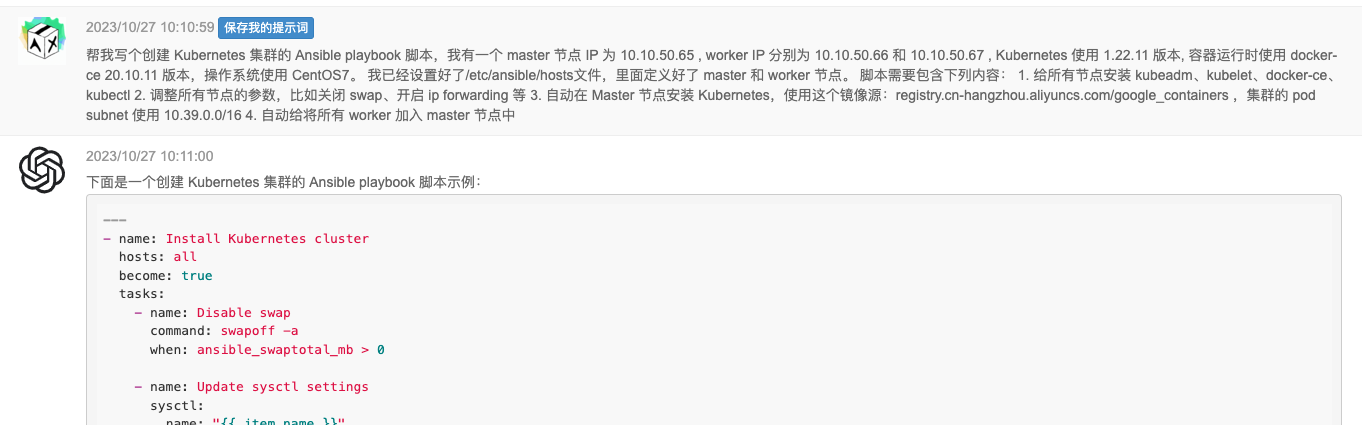 2023/10/27 10:10:59 保存我的提示词
帮我写个创建 Kubernetes 集群的 Ansible playbook 脚本，我有一个 master 节点 IP 为 10.10.50.65 , worker IP 分别为 10.10.50.66 和 10.10.50.67 , Kubernetes 使用 1.22.11 版本, 容器运行时使用 docker-
ce 20.10.11 版本，操作系统使用 CentOS7。 我已经设置好了/etc/ansible/hosts文件，里面定义好了 master 和 worker 节点。 脚本需要包含下列内容： 1. 给所有节点安装 kubeadm、kubelet、docker-ce、
kubectl 2. 调整所有节点的参数，比如关闭 swap、开启 ip forwarding 等 3. 自动在 Master 节点安装 Kubernetes，使用这个镜像源：registry.cn-hangzhou.aliyuncs.com/google_containers ，集群的 pod
subnet 使用 10.39.0.0/16 4. 自动给将所有 worker 加入 master 节点中
2023/10/27 10:11:00
下面是一个创建 Kubernetes 集群的 Ansible playbook 脚本示例：
---
- name: Install Kubernetes cluster
hosts: all
become: true
tasks:
- name: Disable swap
command: swapoff -a
when: ansible_swaptotal_mb > 0
- name: Update sysctl settings
sysctl:
name: "{{ item.name }}"